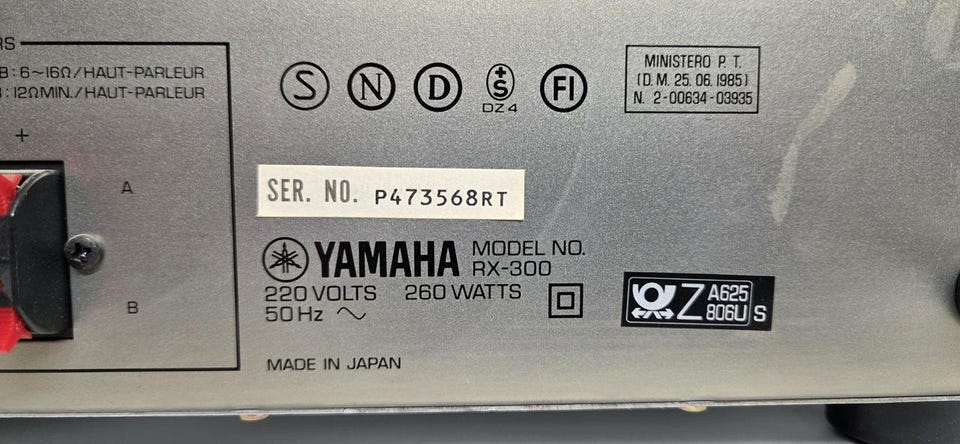 RS
B : 6~16Ω/HAUT-PARLEUR
: 12ΩMIN./HAUT-PARLEUR
+
A
B
S N D +S FI
DZ4
MINISTERO P. T.
(D. M. 25. 06. 1985)
N. 2-00634-03935
SER. NO. P473568RT
YAMAHA MODEL NO.
RX-300
220 VOLTS 260 WATTS
50 Hz ～
Z A625
806U S
MADE IN JAPAN